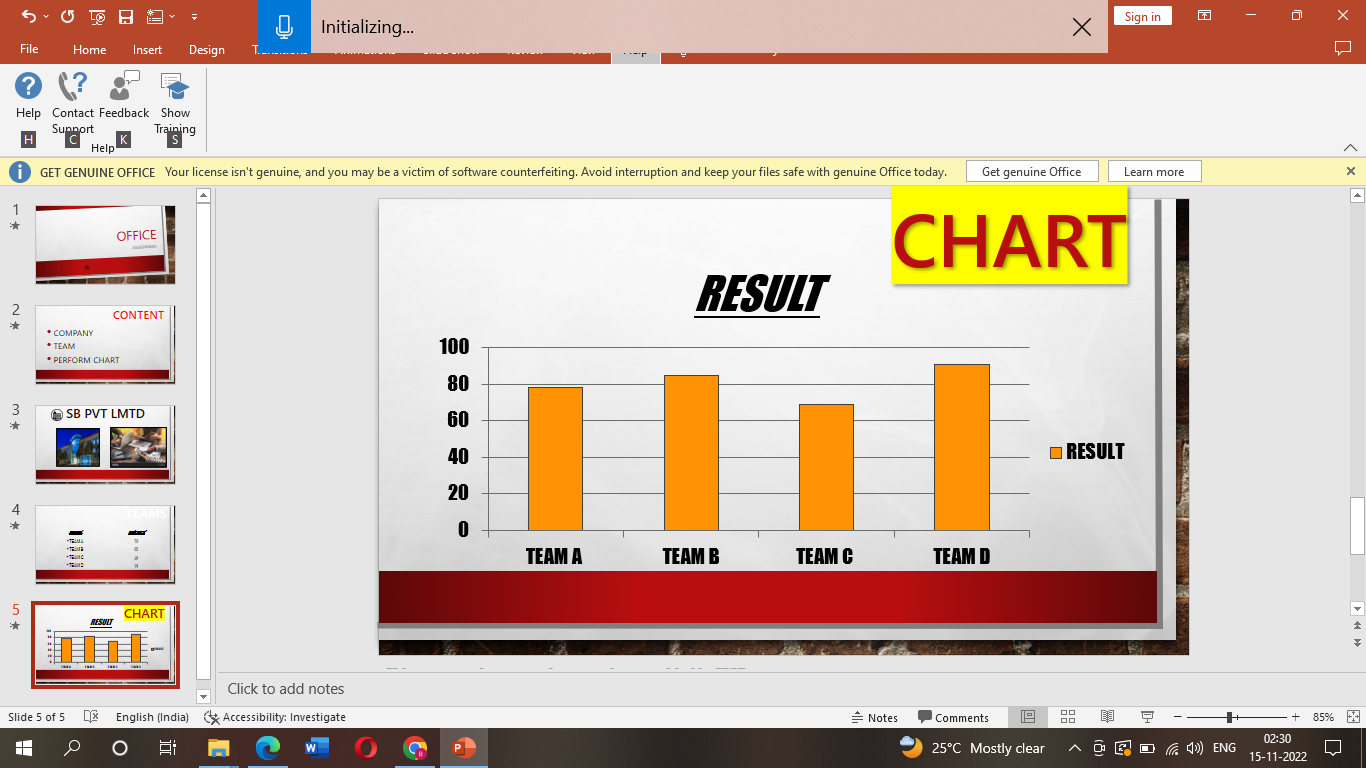 Initializing...
Sign in
File Home Insert Design
Help
Contact Support
Feedback
Show Training
H C K S
Help
GET GENUINE OFFICE Your license isn't genuine, and you may be a victim of software counterfeiting. Avoid interruption and keep your files safe with genuine Office today. Get genuine Office Learn more
1
OFFICE
2
CONTENT
• COMPANY
• TEAM
• PERFORM CHART
3
SB PVT LMTD
4
TEAMS
TEAM A
TEAM B
TEAM C
TEAM D
5
CHART
RESULT
CHART
RESULT
100
80
60
40
20
0
TEAM A TEAM B TEAM C TEAM D
RESULT
Click to add notes
Slide 5 of 5 English (India) Accessibility: Investigate Notes Comments 85%
25°C Mostly clear ENG
02:30
15-11-2022